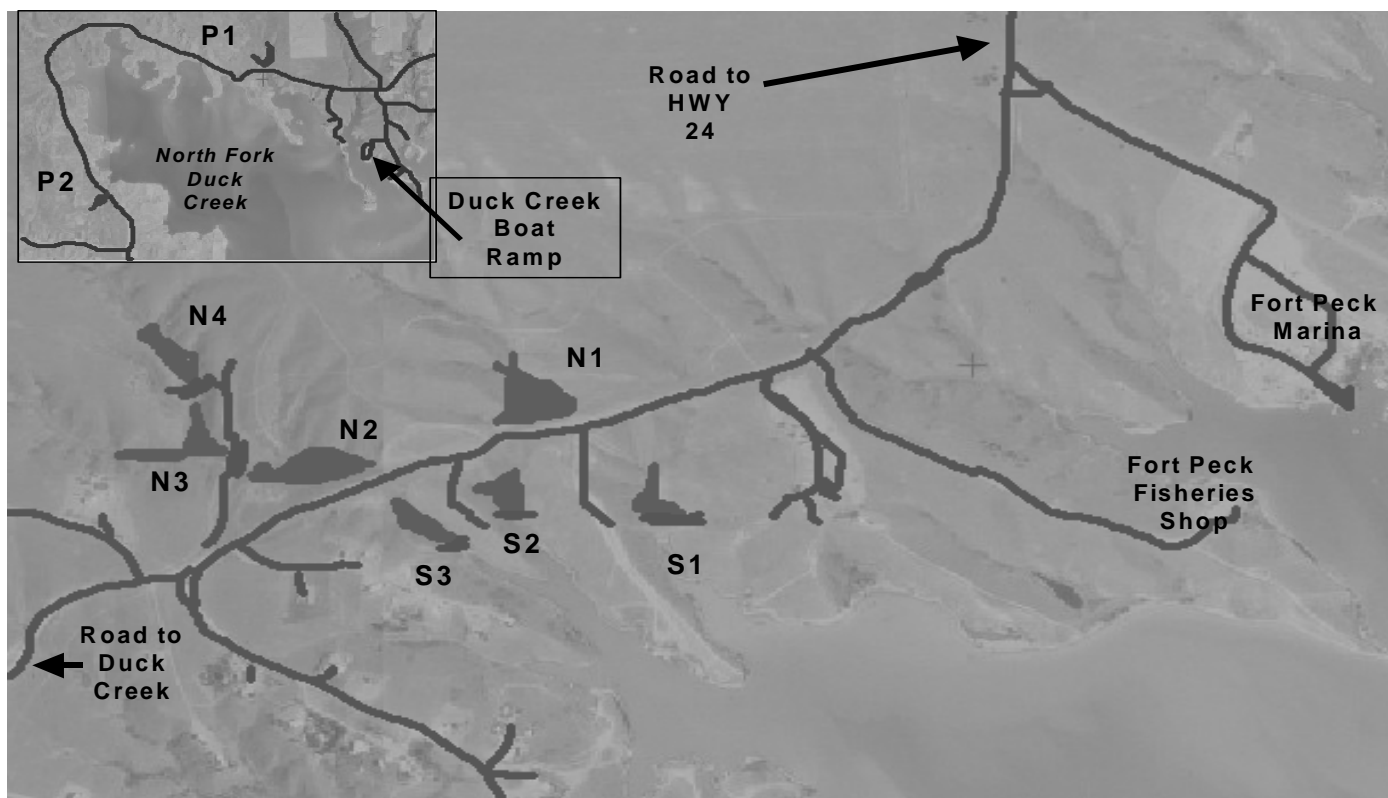 P1
Road to
HWY
24
North Fork
Duck
Creek
P2
Duck Creek
Boat
Ramp
Fort Peck
Marina
N4
N1
N2
N3
Fort Peck
Fisheries
Shop
S2
S1
S3
Road to
Duck
Creek